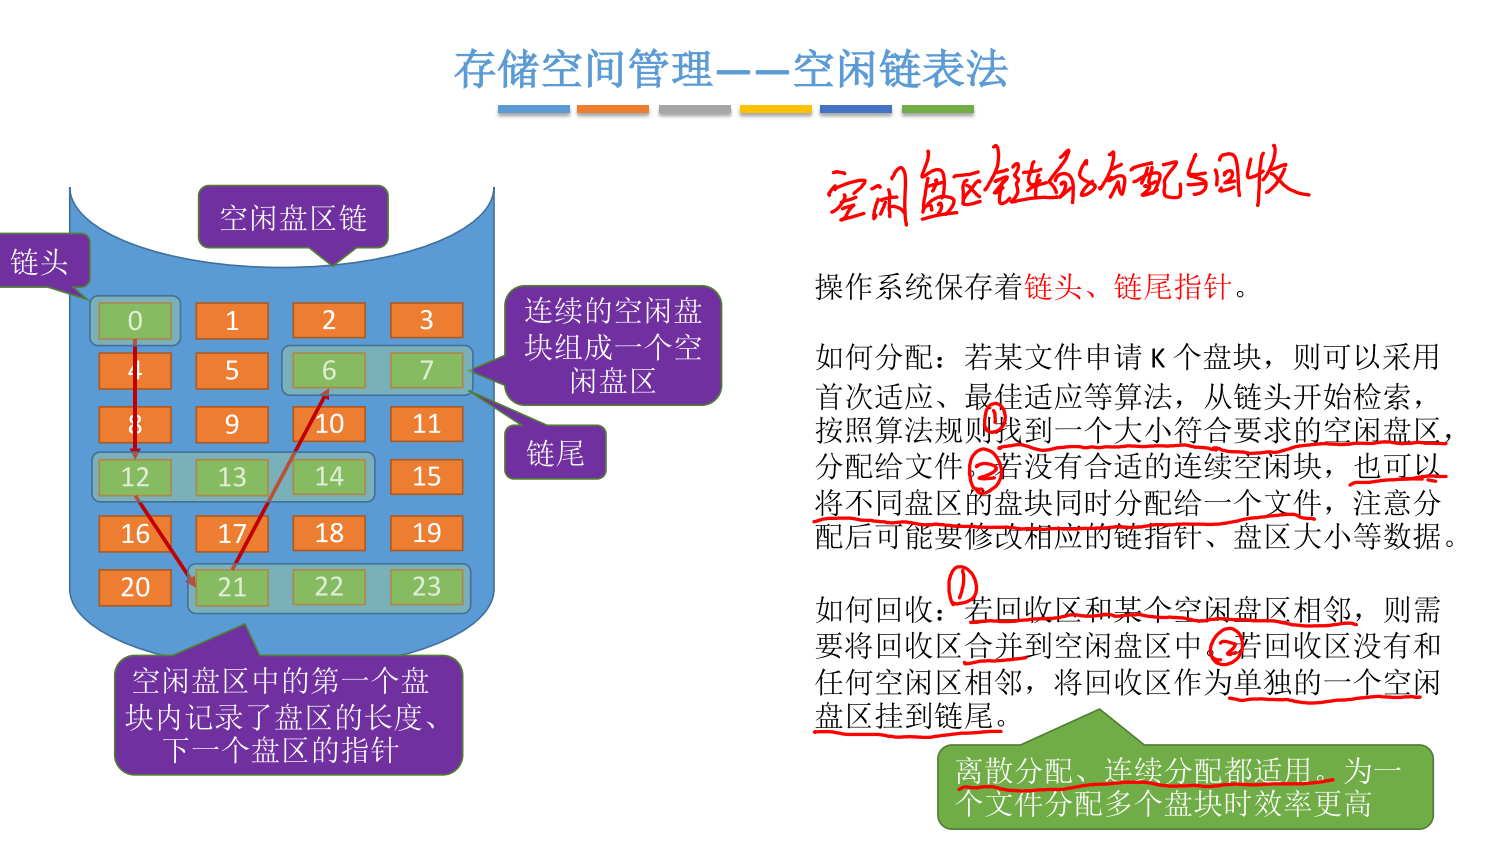 存储空间管理——空闲链表法
空闲盘区链的分配与回收
空闲盘区链
链头
0 1 2 3
4 5 6 7
8 9 10 11
12 13 14 15
16 17 18 19
20 21 22 23
连续的空闲盘
块组成一个空
闲盘区
链尾
空闲盘区中的第一个盘
块内记录了盘区的长度、
下一个盘区的指针
操作系统保存着链头、链尾指针。
如何分配：若某文件申请 K 个盘块，则可以采用
首次适应、最佳适应等算法，从链头开始检索，
按照算法规则①找到一个大小符合要求的空闲盘区，
分配给文件。②若没有合适的连续空闲块，也可以
将不同盘区的盘块同时分配给一个文件，注意分
配后可能要修改相应的链指针、盘区大小等数据。
如何回收：①若回收区和某个空闲盘区相邻，则需
要将回收区合并到空闲盘区中。②若回收区没有和
任何空闲区相邻，将回收区作为单独的一个空闲
盘区挂到链尾。
离散分配、连续分配都适用。为一
个文件分配多个盘块时效率更高